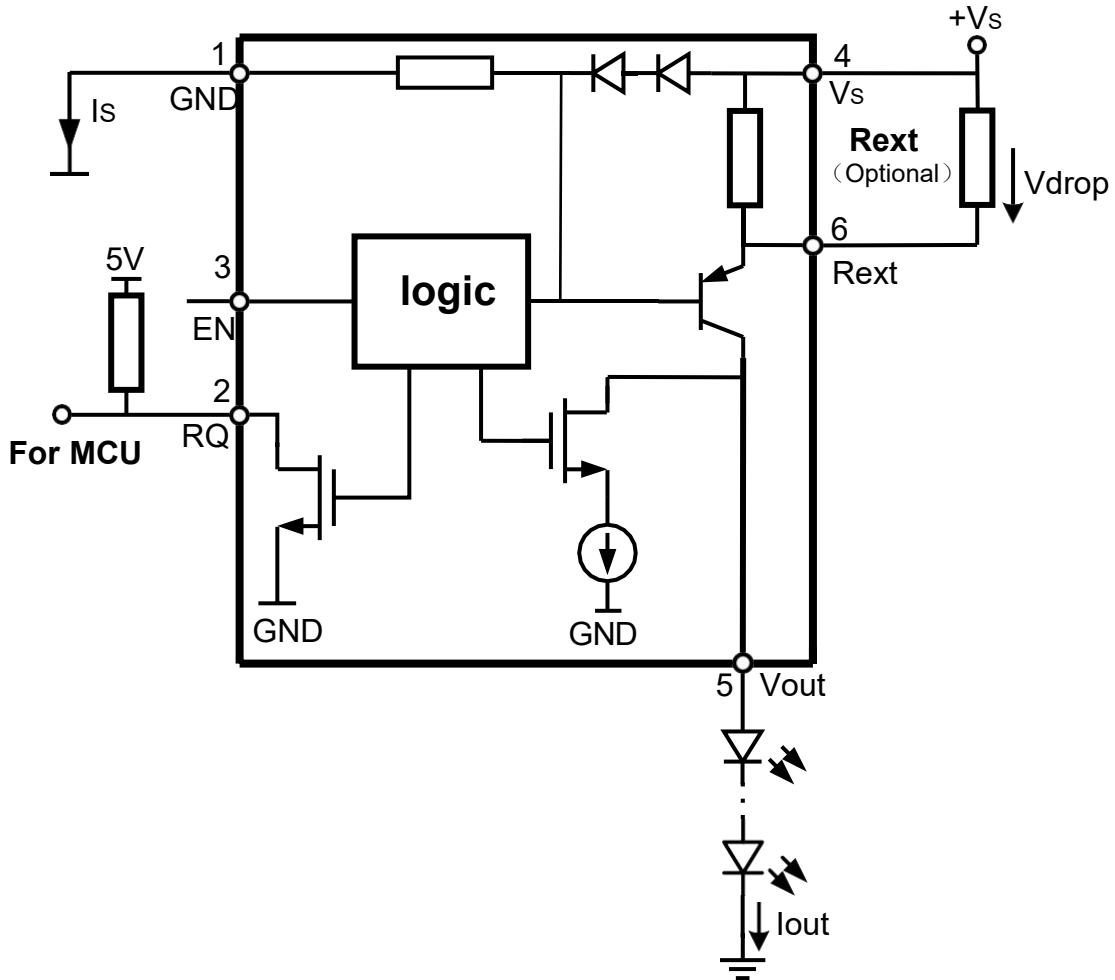 +Vs
1
4
GND
Vs
Is
Rext
（Optional）
Vdrop
6
5V
3
logic
Rext
EN
2
RQ
For MCU
GND
GND
5
Vout
Iout